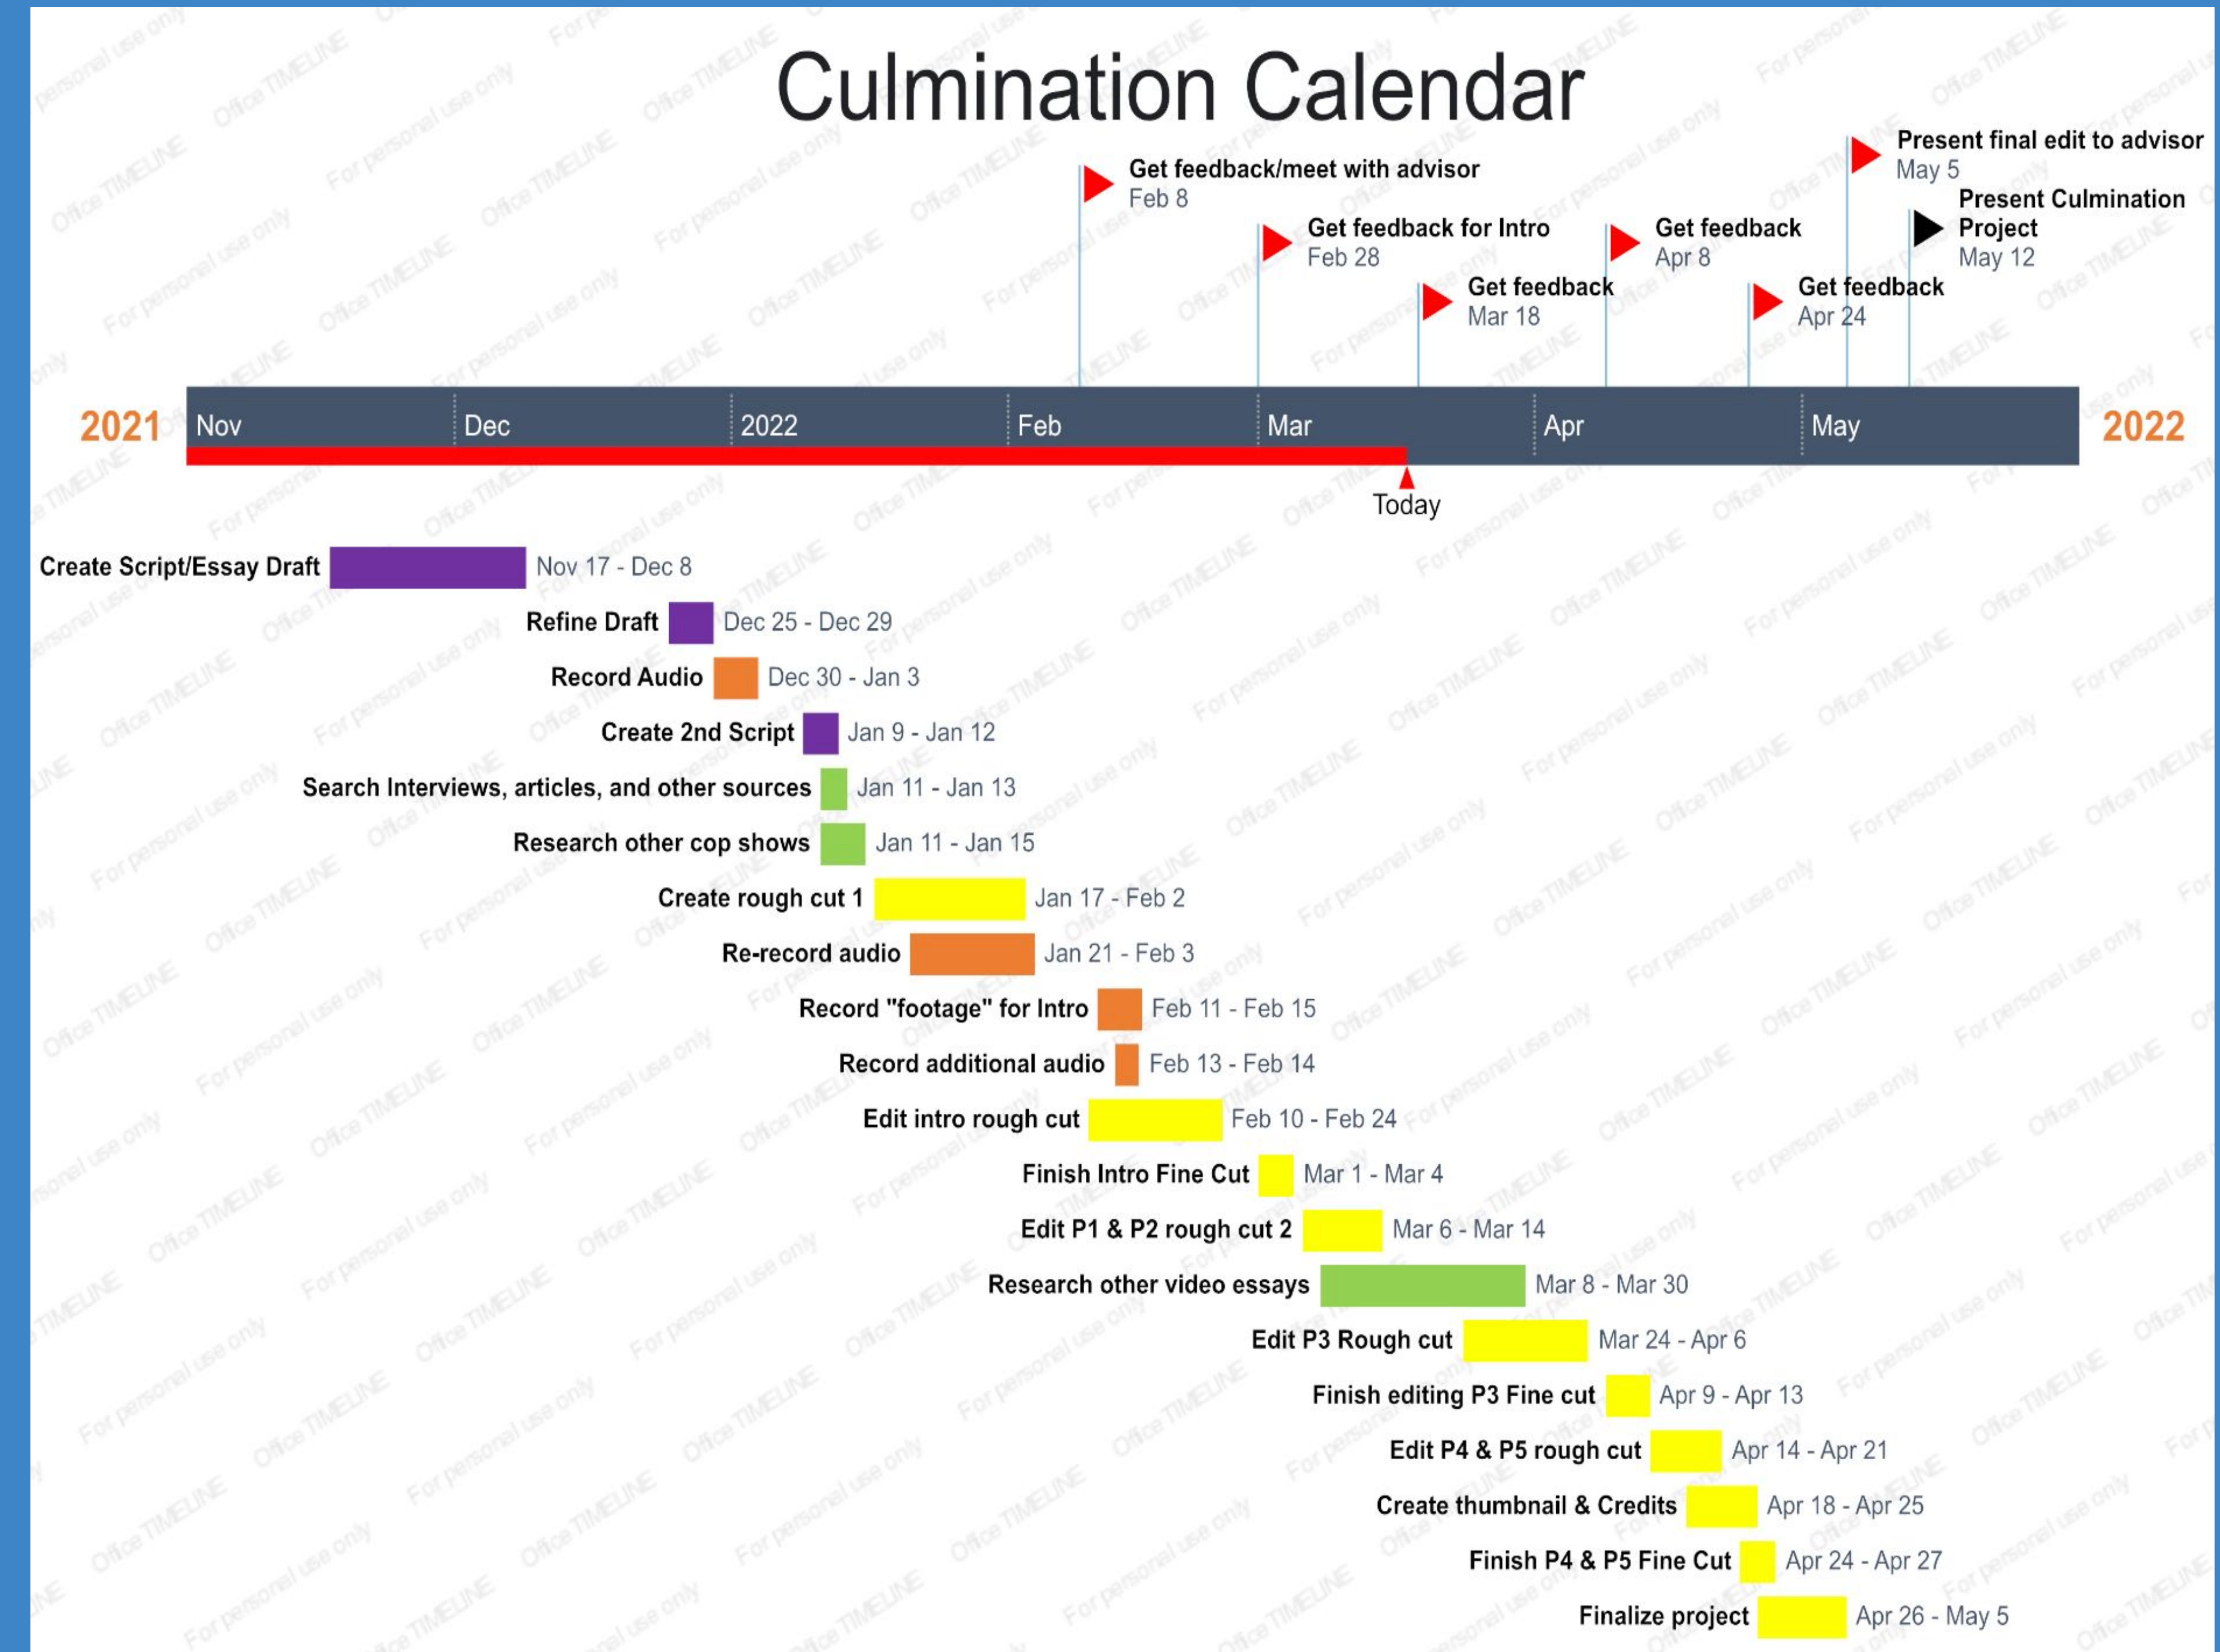 Culmination Calendar
Present final edit to advisor
May 5
Get feedback/meet with advisor
Feb 8
Present Culmination
Project
May 12
Get feedback for Intro
Feb 28
Get feedback
Apr 8
Get feedback
Mar 18
Get feedback
Apr 24
2021 Nov Dec 2022 Feb Mar Apr May 2022
Today
Create Script/Essay Draft Nov 17 - Dec 8
Refine Draft Dec 25 - Dec 29
Record Audio Dec 30 - Jan 3
Create 2nd Script Jan 9 - Jan 12
Search Interviews, articles, and other sources Jan 11 - Jan 13
Research other cop shows Jan 11 - Jan 15
Create rough cut 1 Jan 17 - Feb 2
Re-record audio Jan 21 - Feb 3
Record "footage" for Intro Feb 11 - Feb 15
Record additional audio Feb 13 - Feb 14
Edit intro rough cut Feb 10 - Feb 24
Finish Intro Fine Cut Mar 1 - Mar 4
Edit P1 & P2 rough cut 2 Mar 6 - Mar 14
Research other video essays Mar 8 - Mar 30
Edit P3 Rough cut Mar 24 - Apr 6
Finish editing P3 Fine cut Apr 9 - Apr 13
Edit P4 & P5 rough cut Apr 14 - Apr 21
Create thumbnail & Credits Apr 18 - Apr 25
Finish P4 & P5 Fine Cut Apr 24 - Apr 27
Finalize project Apr 26 - May 5
Office TIMELINE For personal use only